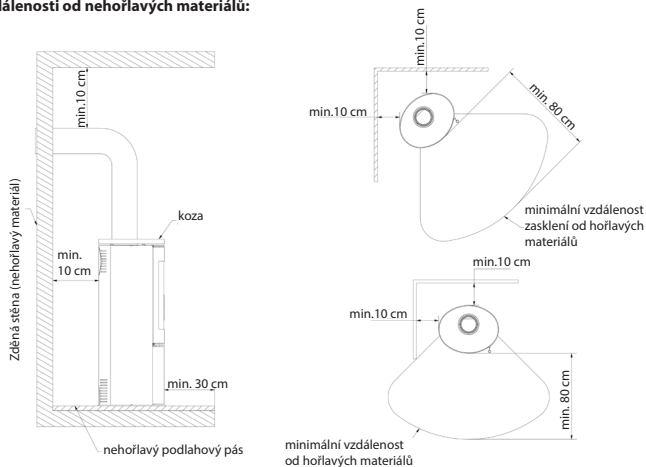 dálenosti od nehořlavých materiálů:
min.10 cm
Zděná stěna (nehořlavý materiál)
koza
min.
10 cm
min. 30 cm
nehořlavý podlahový pás
min.10 cm
min.10 cm
min. 80 cm
minimální vzdálenost
zasklení od hořlavých
materiálů
min.10 cm
min.10 cm
min. 80 cm
minimální vzdálenost
od hořlavých materiálů